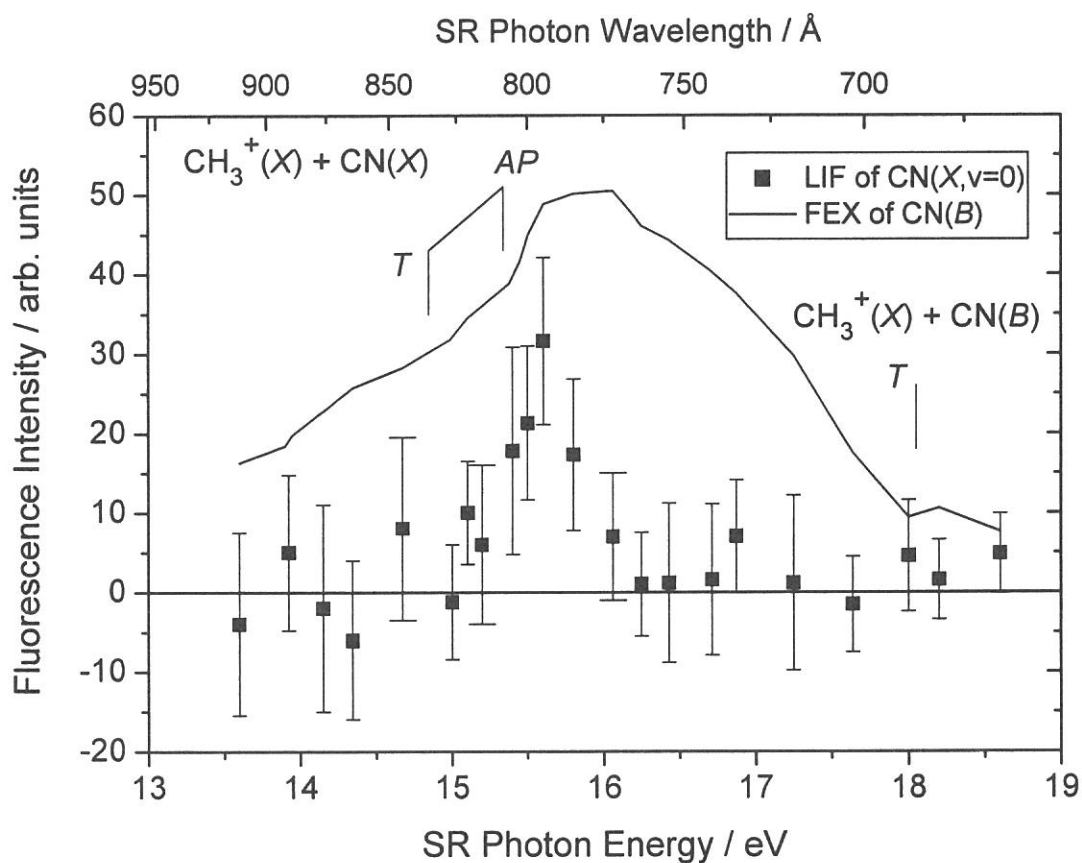 SR Photon Wavelength / Å
950 900 850 800 750 700
60
50
40
30
20
10
0
-10
-20
Fluorescence Intensity / arb. units
CH₃⁺(X) + CN(X)
AP
T
LIF of CN(X,v=0)
FEX of CN(B)
CH₃⁺(X) + CN(B)
T
13 14 15 16 17 18 19
SR Photon Energy / eV